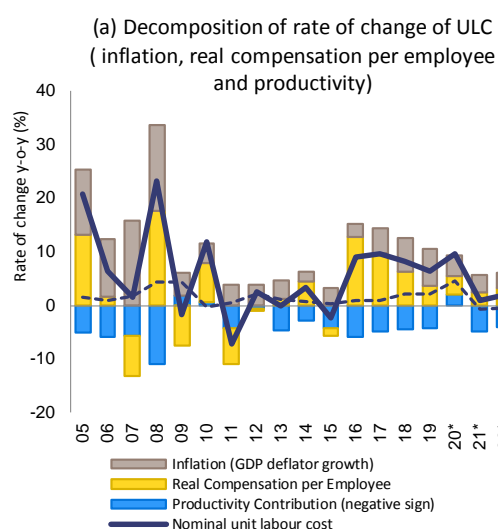 (a) Decomposition of rate of change of ULC
( inflation, real compensation per employee
and productivity)
Rate of change y-o-y (%)
40
30
20
10
0
-10
-20
05 06 07 08 09 10 11 12 13 14 15 16 17 18 19 20* 21*
Inflation (GDP deflator growth)
Real Compensation per Employee
Productivity Contribution (negative sign)
Nominal unit labour cost